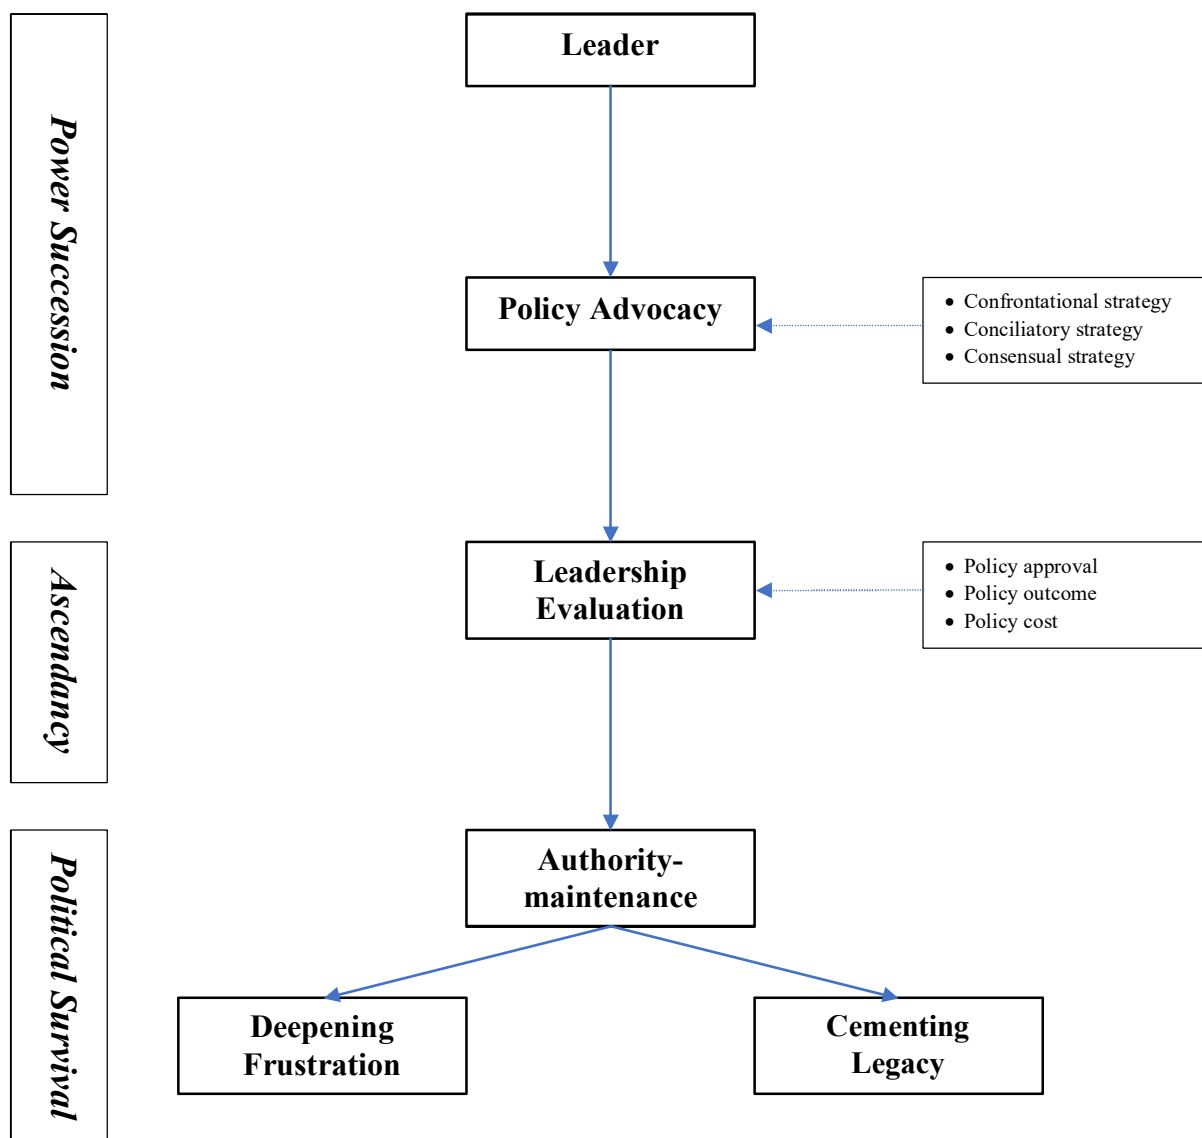 Power Succession
Leader
Policy Advocacy
• Confrontational strategy
• Conciliatory strategy
• Consensual strategy
Ascendancy
Leadership
Evaluation
• Policy approval
• Policy outcome
• Policy cost
Political Survival
Authority-
maintenance
Deepening
Frustration
Cementing
Legacy